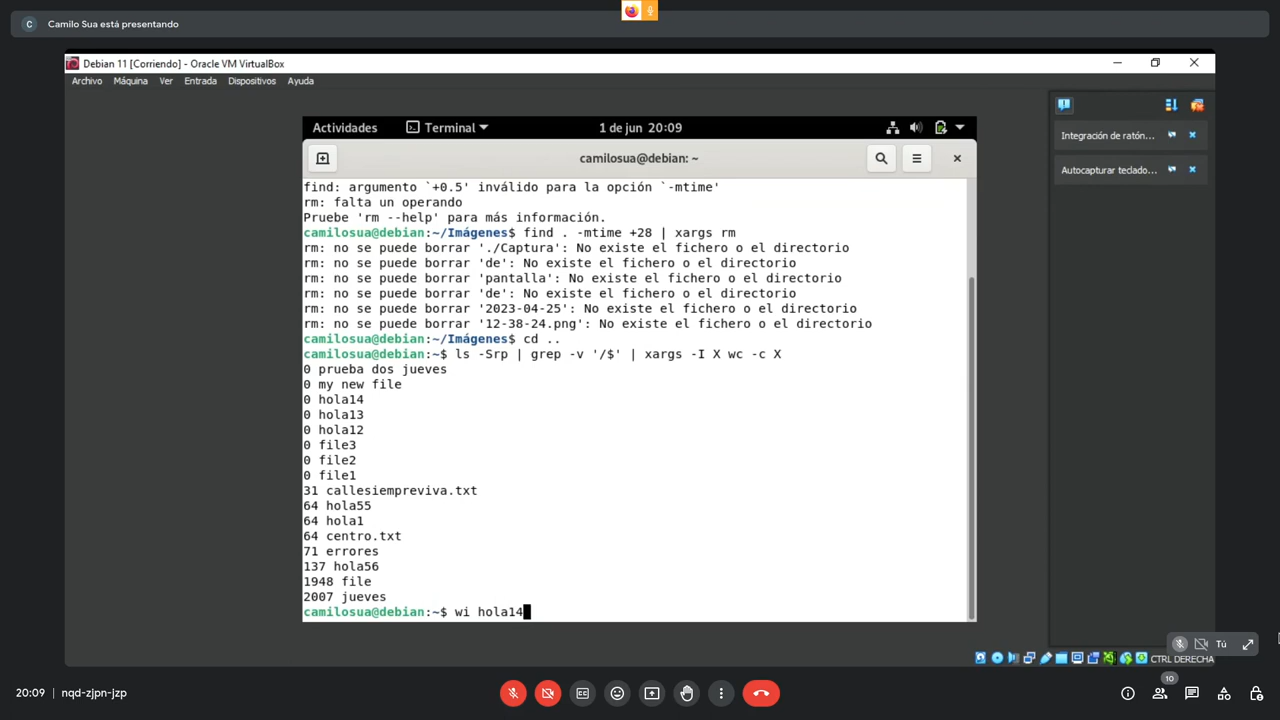 C Camilo Sua está presentando
Debian 11 [Corriendo] - Oracle VM VirtualBox
Archivo Máquina Ver Entrada Dispositivos Ayuda
Actividades Terminal 1 de jun 20:09
camilosua@debian: ~
find: argumento `+0.5' inválido para la opción `-mtime'
rm: falta un operando
Pruebe 'rm --help' para más información.
camilosua@debian:~/Imágenes$ find . -mtime +28 | xargs rm
rm: no se puede borrar './Captura': No existe el fichero o el directorio
rm: no se puede borrar 'de': No existe el fichero o el directorio
rm: no se puede borrar 'pantalla': No existe el fichero o el directorio
rm: no se puede borrar 'de': No existe el fichero o el directorio
rm: no se puede borrar '2023-04-25': No existe el fichero o el directorio
rm: no se puede borrar '12-38-24.png': No existe el fichero o el directorio
camilosua@debian:~/Imágenes$ cd ..
camilosua@debian:~$ ls -Srp | grep -v '/$' | xargs -I X wc -c X
0 prueba dos jueves
0 my new file
0 hola14
0 hola13
0 hola12
0 file3
0 file2
0 file1
31 callesiempreviva.txt
64 hola55
64 hola1
64 centro.txt
71 errores
137 hola56
1948 file
2007 jueves
camilosua@debian:~$ wi hola14
Integración de ratón...
Autocapturar teclado...
Tú
CTRL DERECHA
20:09 nqd-zjpn-jzp
10